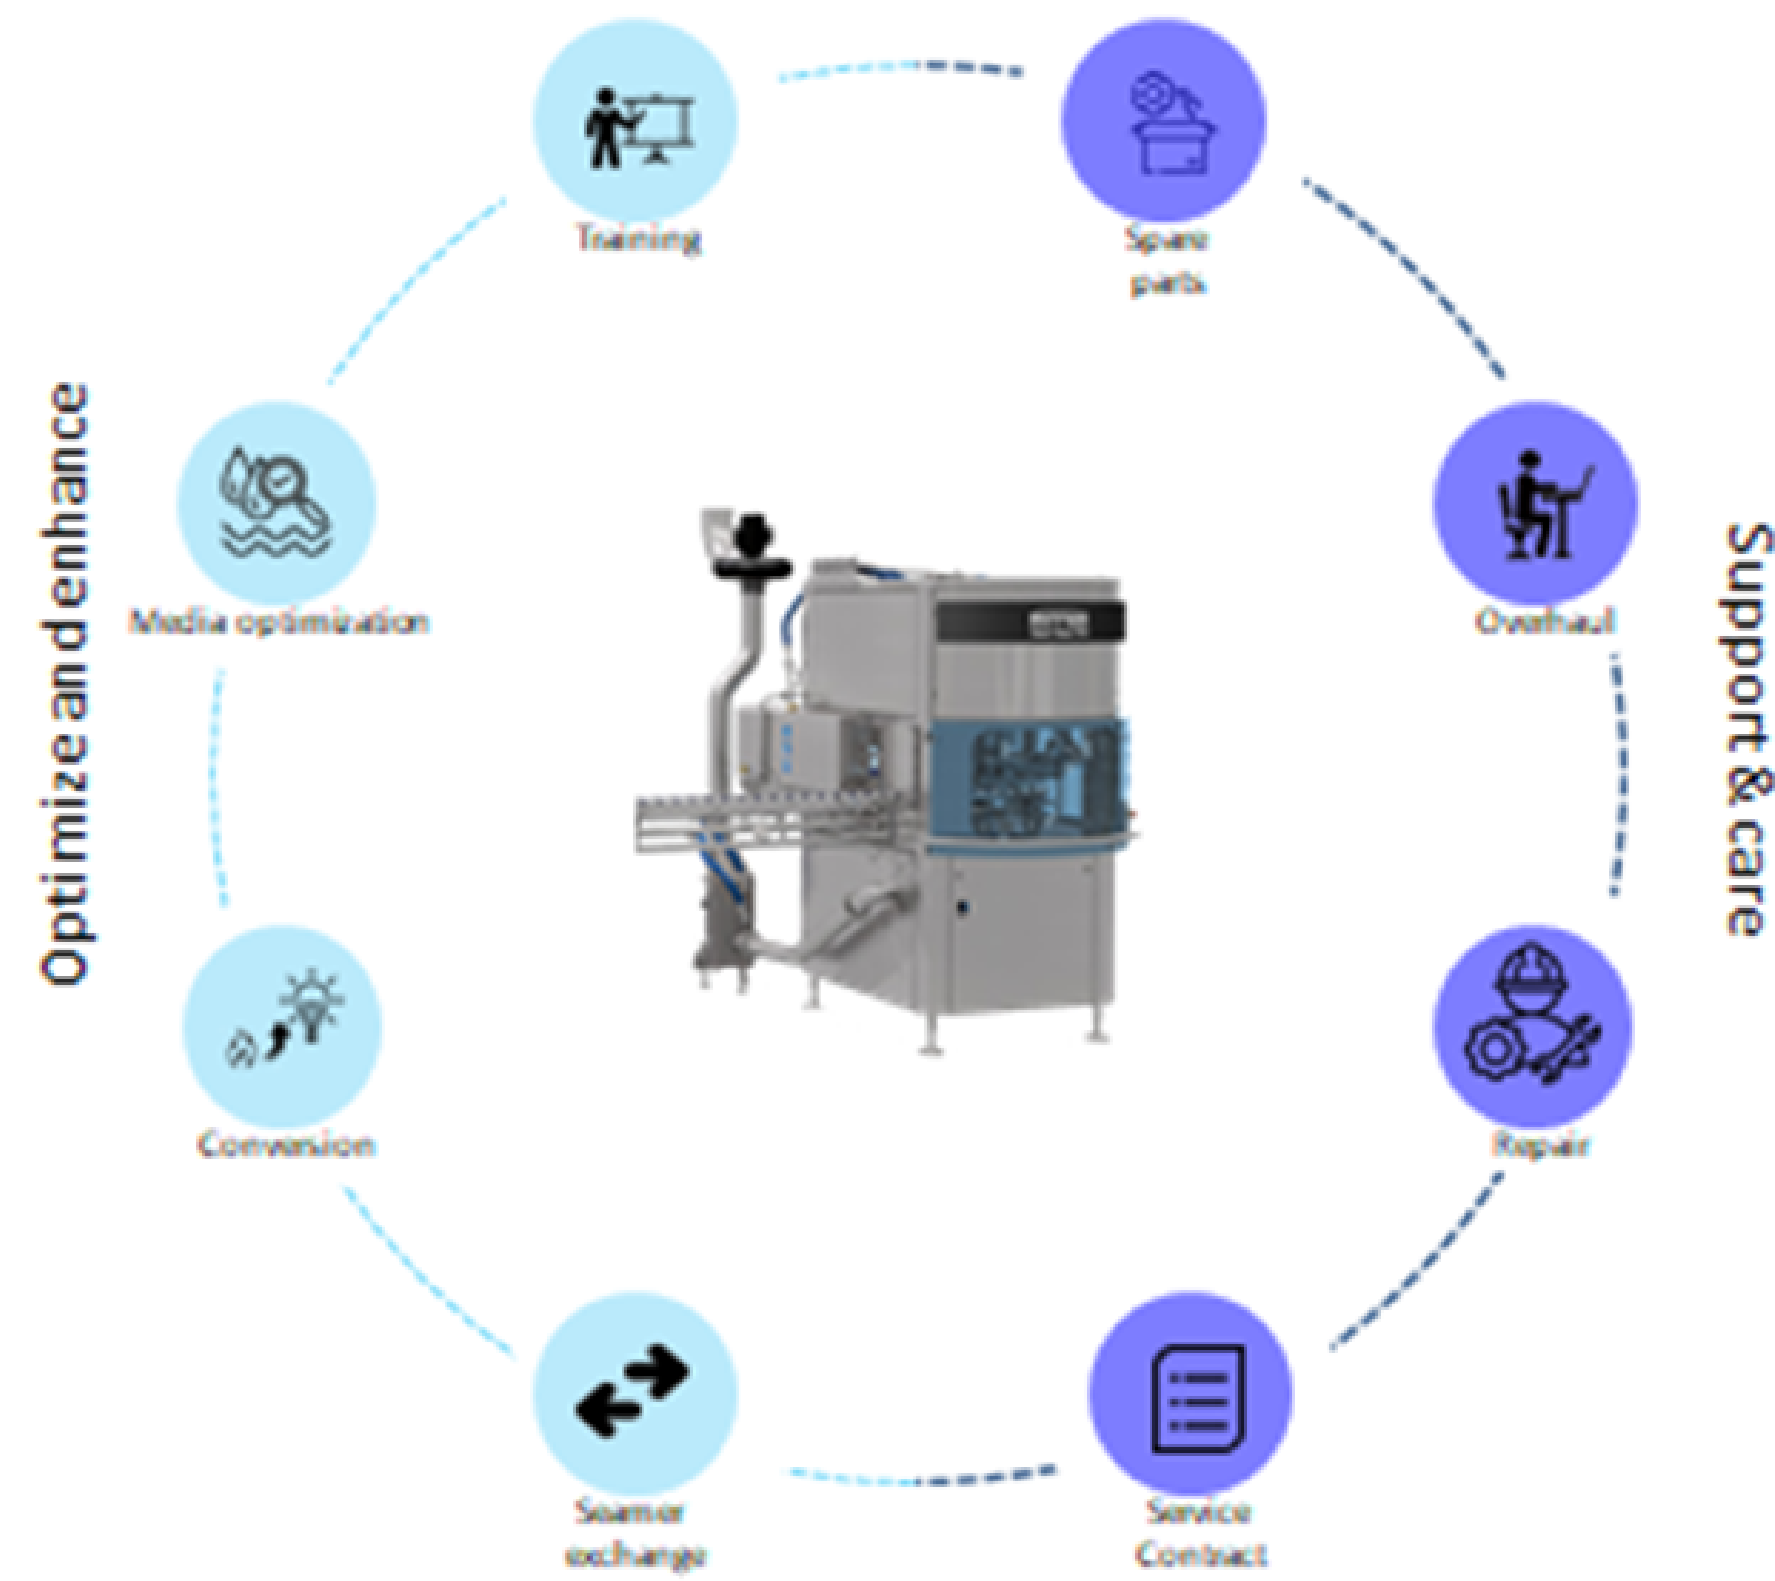 Training
Spare
parts
Optimize and enhance
Media optimization
Overhaul
Support & care
Conversion
Repair
Seamer
exchange
Service
Contract